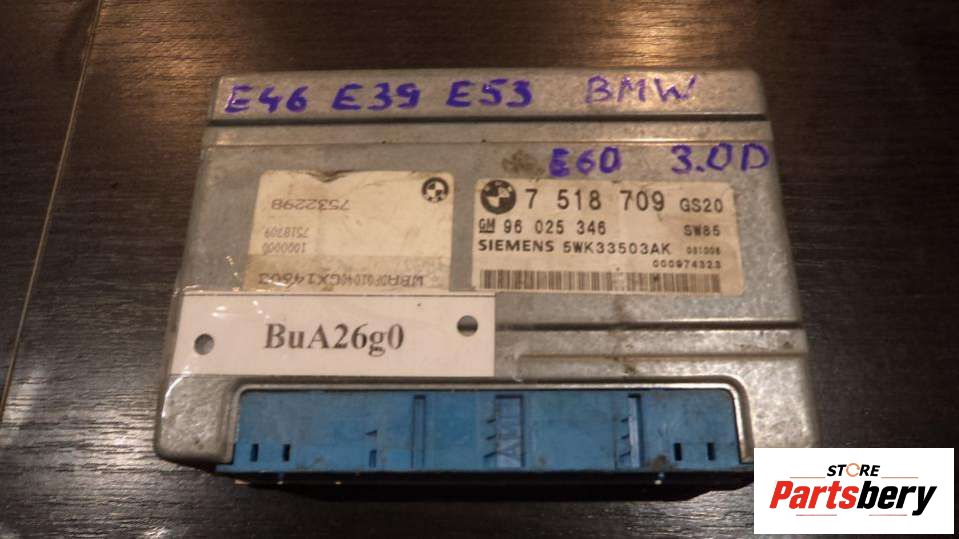 E46 E39 E53 BMW
E60 3.0D
7 518 709 GS20
GM 96 025 346 SW85
SIEMENS 5WK33503AK 081006
000974323
7532298
7518709
1000000
BuA26g0
STORE
Partsbery